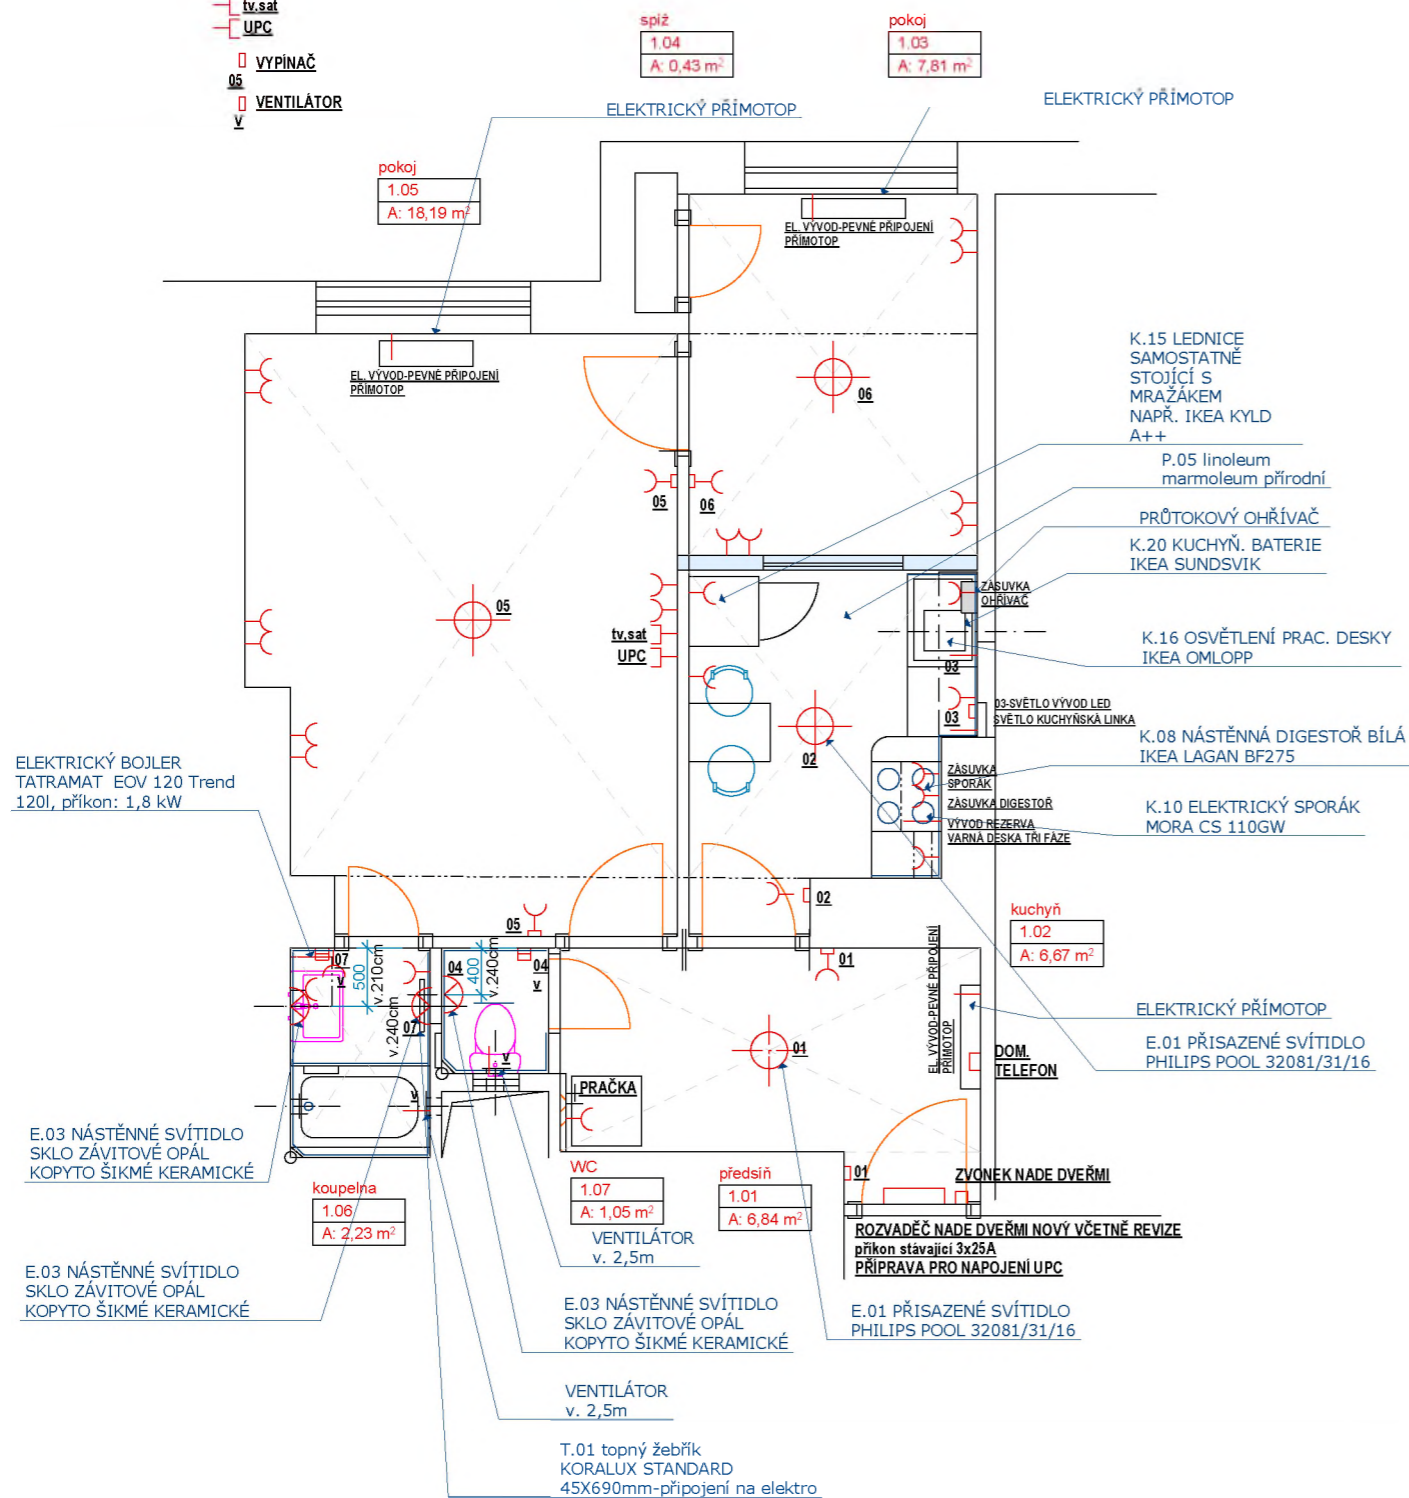 tv,sat
UPC
VYPÍNAČ
05
VENTILÁTOR
V
spíž
1.04
A: 0,43 m²
pokoj
1.03
A: 7,81 m²
ELEKTRICKÝ PŘÍMOTOP
ELEKTRICKÝ PŘÍMOTOP
pokoj
1.05
A: 18,19 m²
EL. VÝVOD-PEVNÉ PŘIPOJENÍ
PŘÍMOTOP
EL. VÝVOD-PEVNÉ PŘIPOJENÍ
PŘÍMOTOP
K.15 LEDNICE
SAMOSTATNĚ
STOJÍCÍ S
MRAŽÁKEM
NAPŘ. IKEA KYLD
A++
06
P.05 linoleum
marmoleum přírodní
05
06
PRŮTOKOVÝ OHŘÍVAČ
K.20 KUCHYŇ. BATERIE
IKEA SUNDSVIK
ZÁSUVKA
OHŘÍVAČ
05
tv,sat
UPC
K.16 OSVĚTLENÍ PRAC. DESKY
IKEA OMLOPP
03
03
03-SVĚTLO VÝVOD LED
SVĚTLO KUCHYŇSKÁ LINKA
02
K.08 NÁSTĚNNÁ DIGESTOŘ BÍLÁ
IKEA LAGAN BF275
ELEKTRICKÝ BOJLER
TATRAMAT EOV 120 Trend
120l, příkon: 1,8 kW
ZÁSUVKA
SPORÁK
ZÁSUVKA DIGESTOŘ
VÝVOD REZERVA
VARNÁ DESKA TŘI FÁZE
K.10 ELEKTRICKÝ SPORÁK
MORA CS 110GW
02
05
kuchyň
1.02
A: 6,67 m²
07
v
500
v.210cm
v.240cm
07
04
400
v.240cm
04
v
01
EL. VÝVOD-PEVNÉ PŘIPOJENÍ
PŘÍMOTOP
ELEKTRICKÝ PŘÍMOTOP
E.01 PŘISAZENÉ SVÍTIDLO
PHILIPS POOL 32081/31/16
01
DOM.
TELEFON
v
v
PRAČKA
E.03 NÁSTĚNNÉ SVÍTIDLO
SKLO ZÁVITOVÉ OPÁL
KOPYTO ŠIKMÉ KERAMICKÉ
koupelna
1.06
A: 2,23 m²
WC
1.07
A: 1,05 m²
předsíň
1.01
A: 6,84 m²
01
ZVONEK NADE DVEŘMI
ROZVADĚČ NADE DVEŘMI NOVÝ VČETNĚ REVIZE
příkon stávající 3x25A
PŘÍPRAVA PRO NAPOJENÍ UPC
VENTILÁTOR
v. 2,5m
E.03 NÁSTĚNNÉ SVÍTIDLO
SKLO ZÁVITOVÉ OPÁL
KOPYTO ŠIKMÉ KERAMICKÉ
E.03 NÁSTĚNNÉ SVÍTIDLO
SKLO ZÁVITOVÉ OPÁL
KOPYTO ŠIKMÉ KERAMICKÉ
E.01 PŘISAZENÉ SVÍTIDLO
PHILIPS POOL 32081/31/16
VENTILÁTOR
v. 2,5m
T.01 topný žebřík
KORALUX STANDARD
45X690mm-připojení na elektro